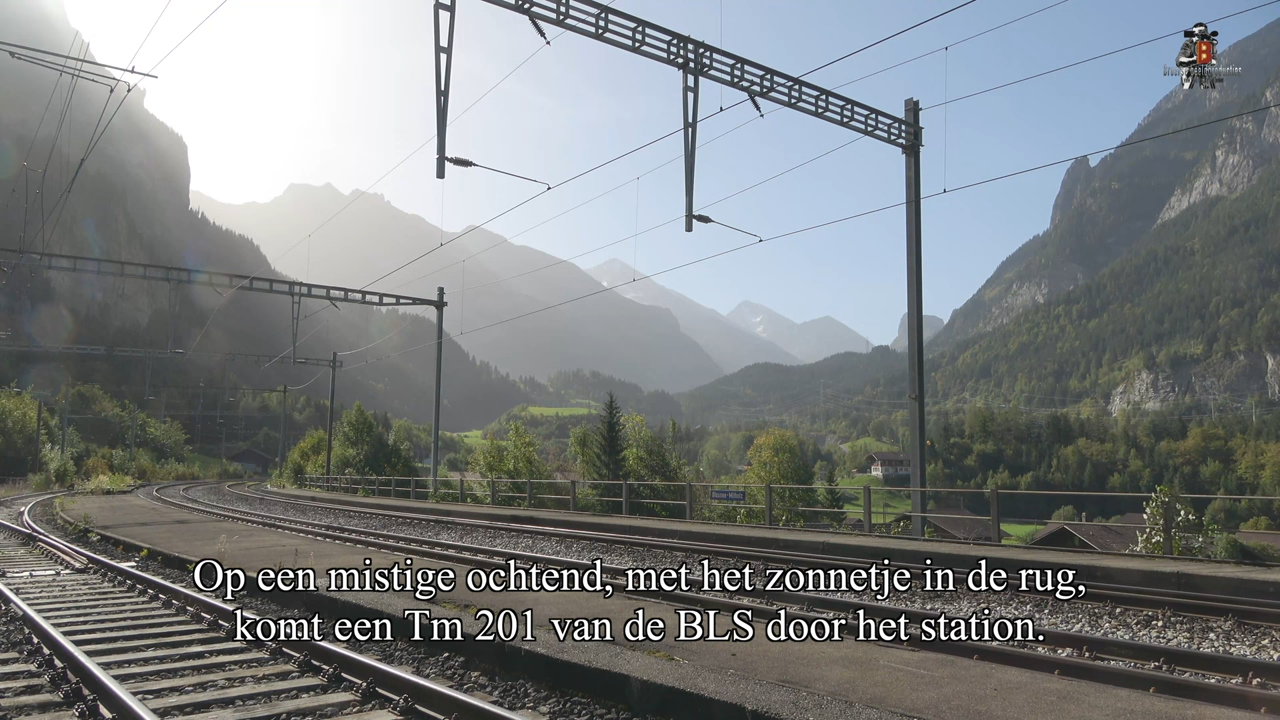 B
Op een mistige ochtend, met het zonnetje in de rug,
komt een Tm 201 van de BLS door het station.